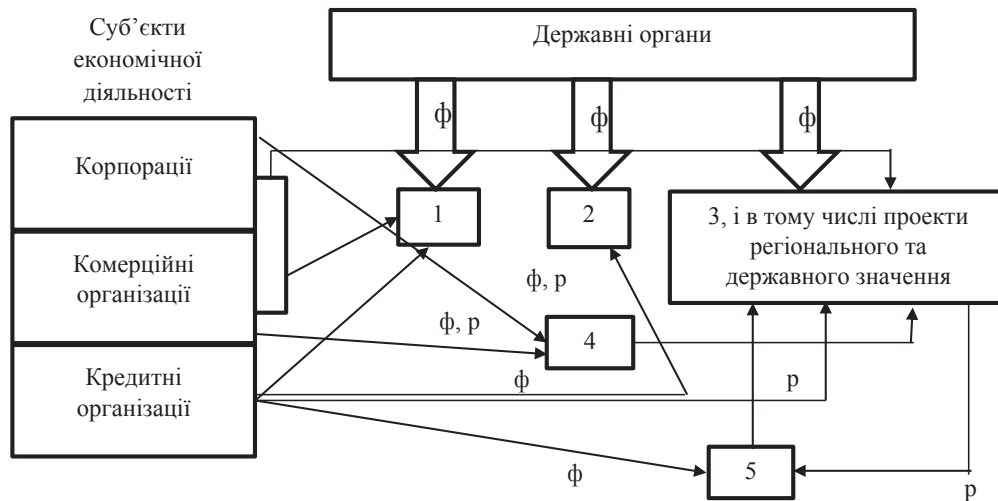 Суб’єкти
економічної
діяльності
Державні органи
ф
ф
ф
Корпорації
1
2
3, і в тому числі проекти
регіонального та
державного значення
Комерційні
організації
ф, р
ф, р
4
Кредитні
організації
ф
р
ф
5
р